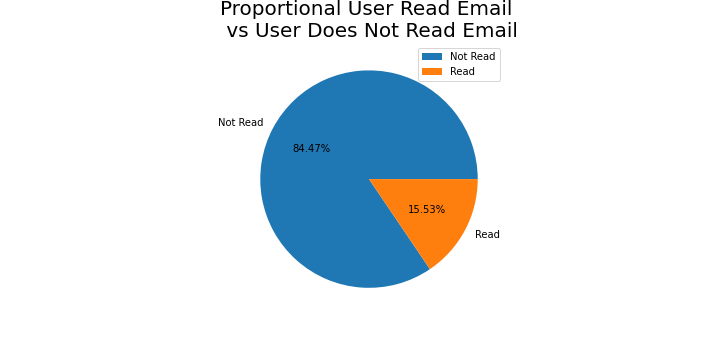 Proportional User Read Email
vs User Does Not Read Email
Not Read
Read
Not Read
84.47%
15.53%
Read